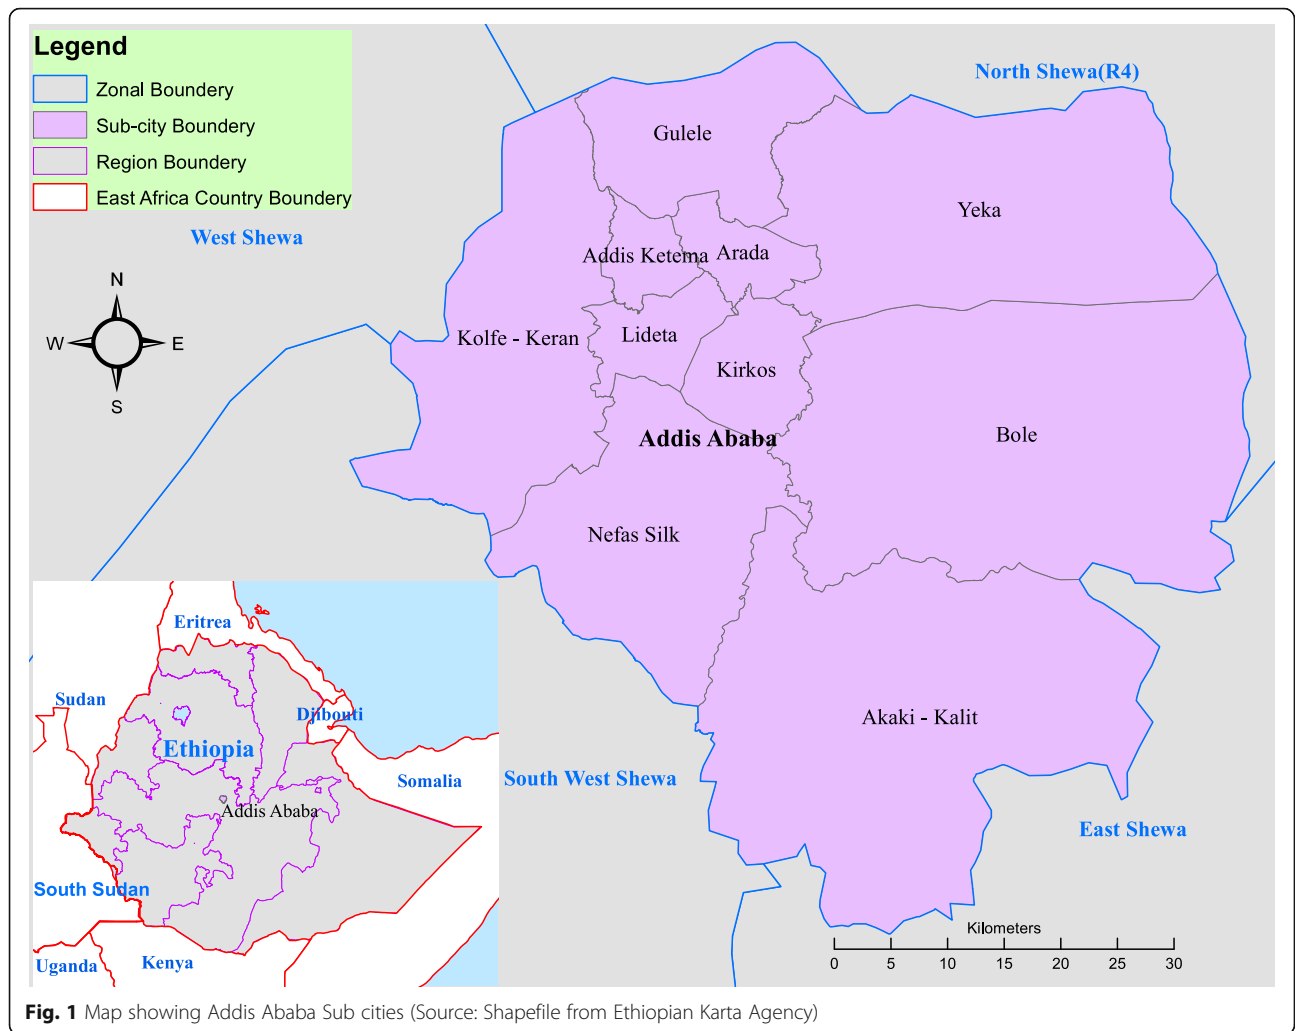 Legend
Zonal Boundery
Sub-city Boundery
Region Boundery
East Africa Country Boundery
North Shewa(R4)
Gulele
Yeka
West Shewa
Addis Ketema
Arada
N
W
E
S
Kolfe - Keran
Lideta
Kirkos
Addis Ababa
Bole
Nefas Silk
Eritrea
Sudan
Djibouti
Ethiopia
Somalia
Addis Ababa
South Sudan
Uganda
Kenya
Akaki - Kalit
South West Shewa
East Shewa
Kilometers
0 5 10 15 20 25 30
Fig. 1 Map showing Addis Ababa Sub cities (Source: Shapefile from Ethiopian Karta Agency)